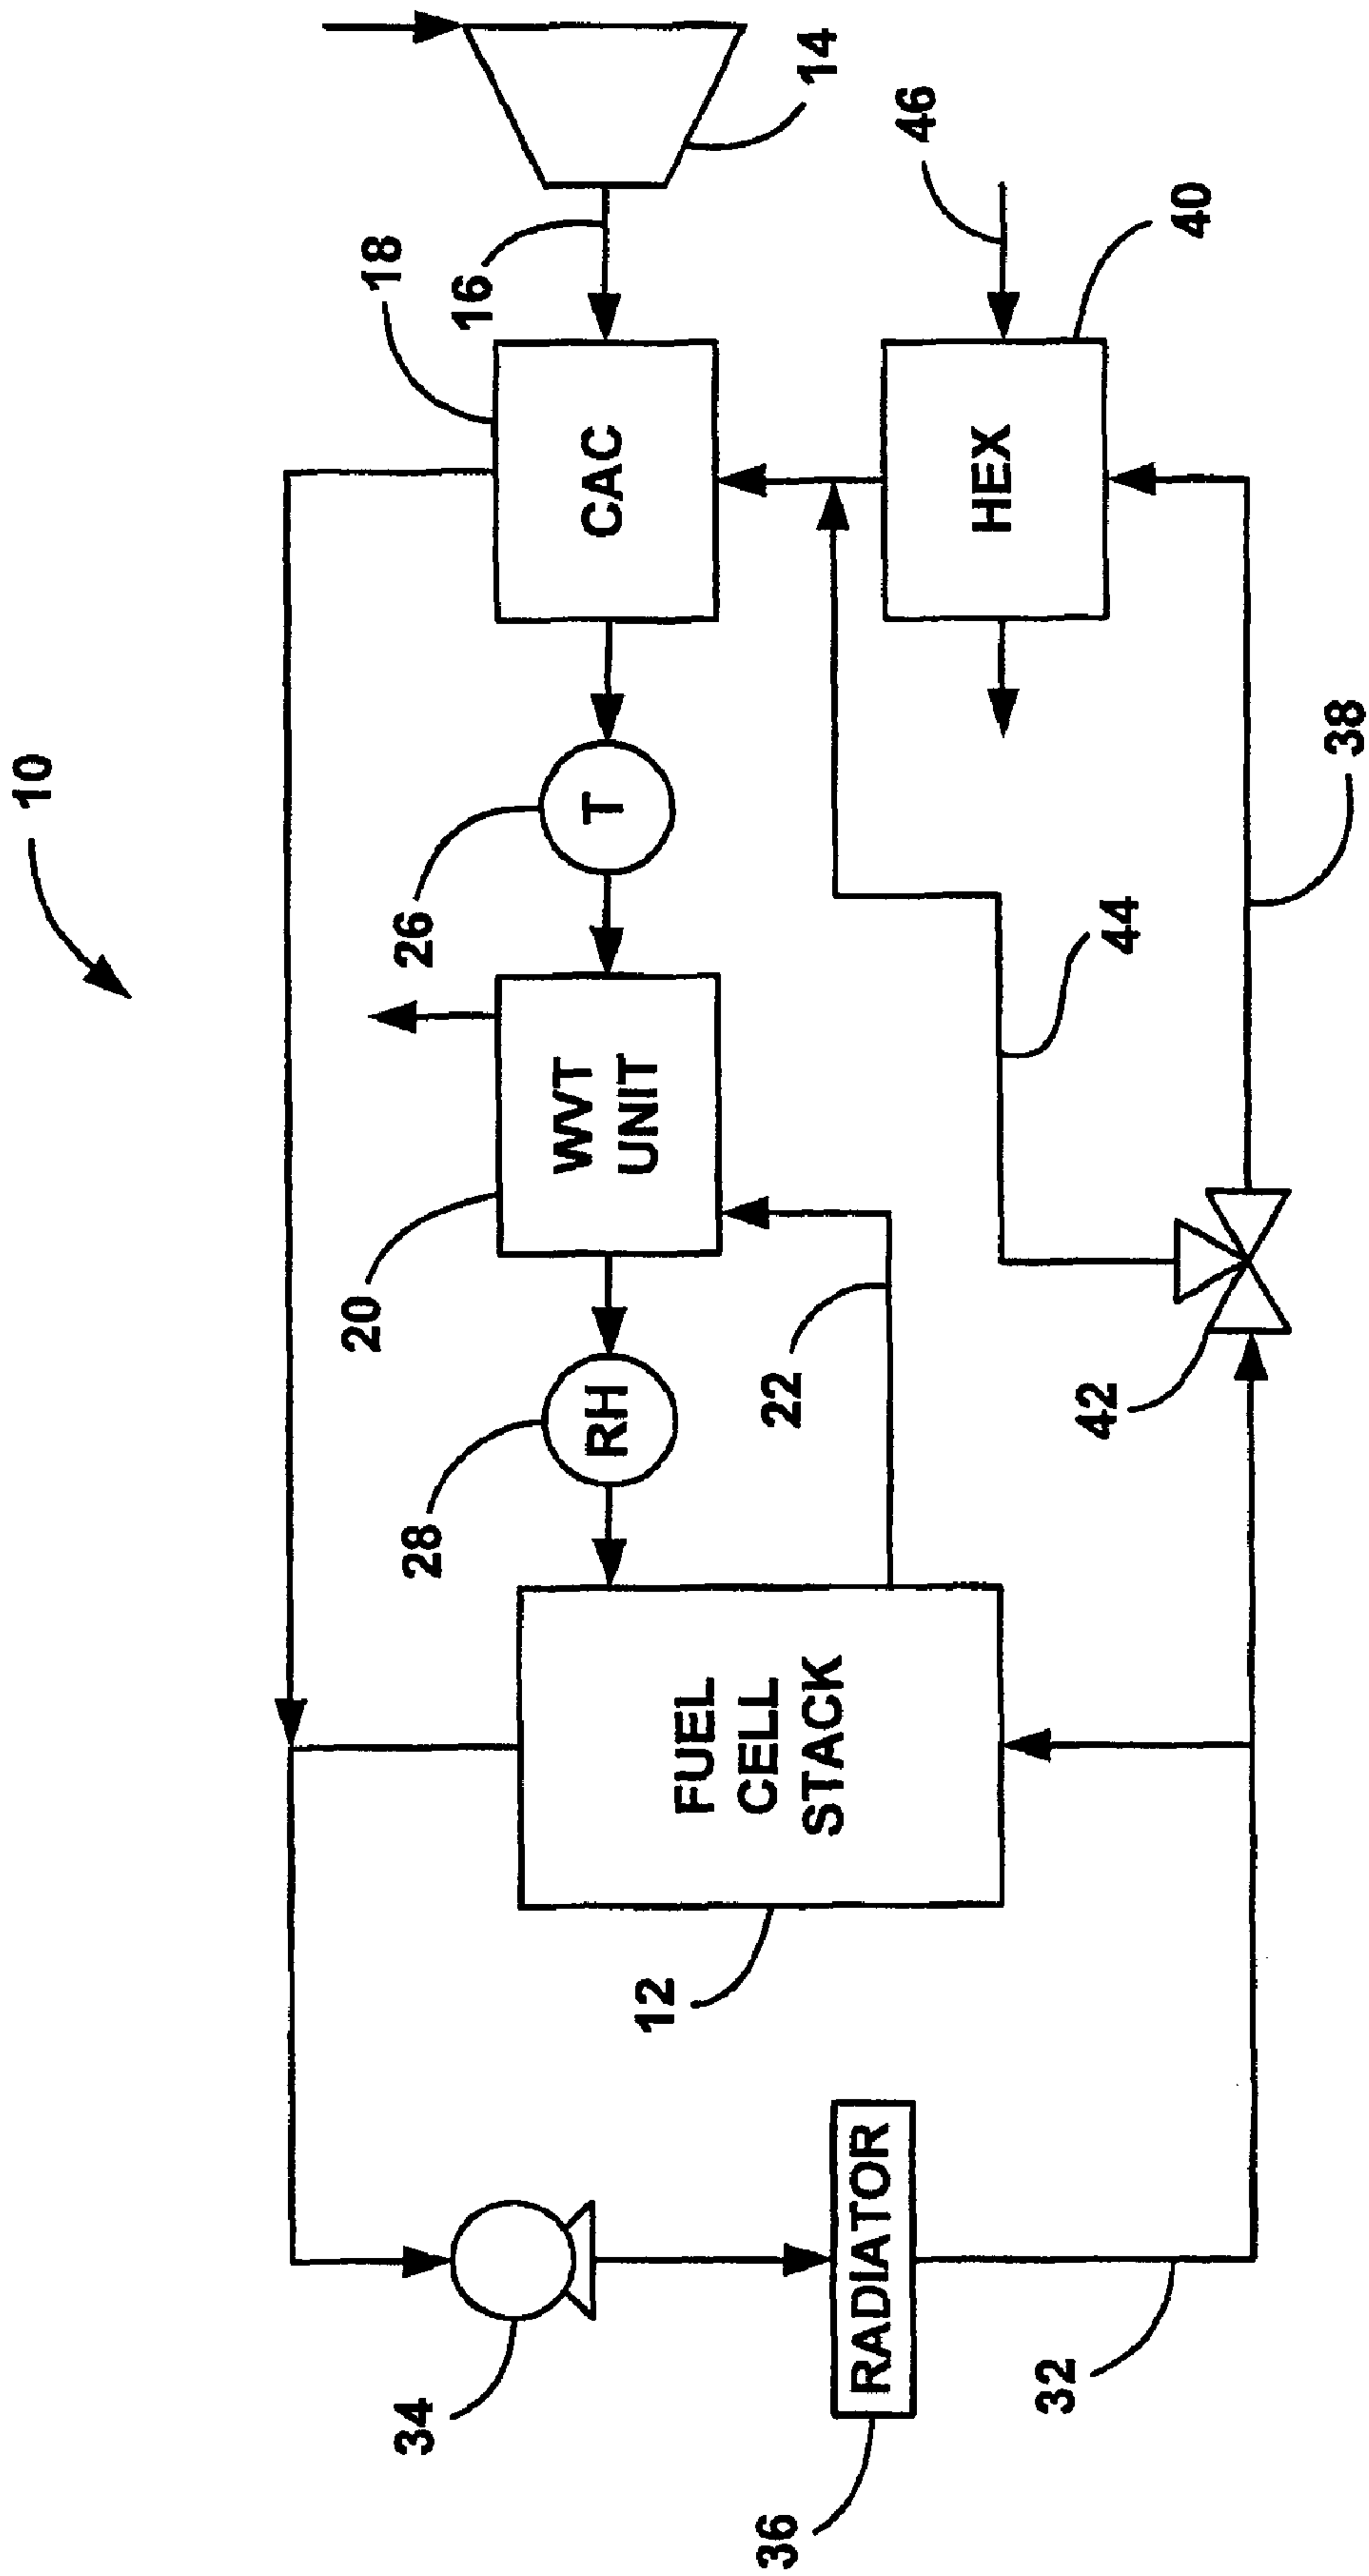 10
14
16
18
CAC
46
HEX
40
T
26
44
38
WVT
UNIT
20
RH
28
22
42
FUEL
CELL
STACK
12
34
RADIATOR
36
32